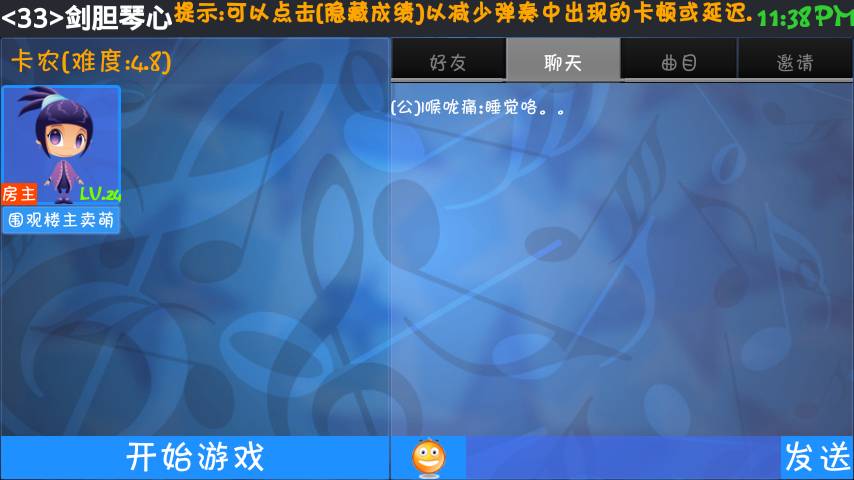 <33>剑胆琴心
提示:可以点击(隐藏成绩)以减少弹奏中出现的卡顿或延迟.
11:38PM
卡农(难度:4.8)
好友
聊天
曲目
邀请
(公)喉咙痛:睡觉咯。。
房主
LV.24
围观楼主卖萌
开始游戏
发送